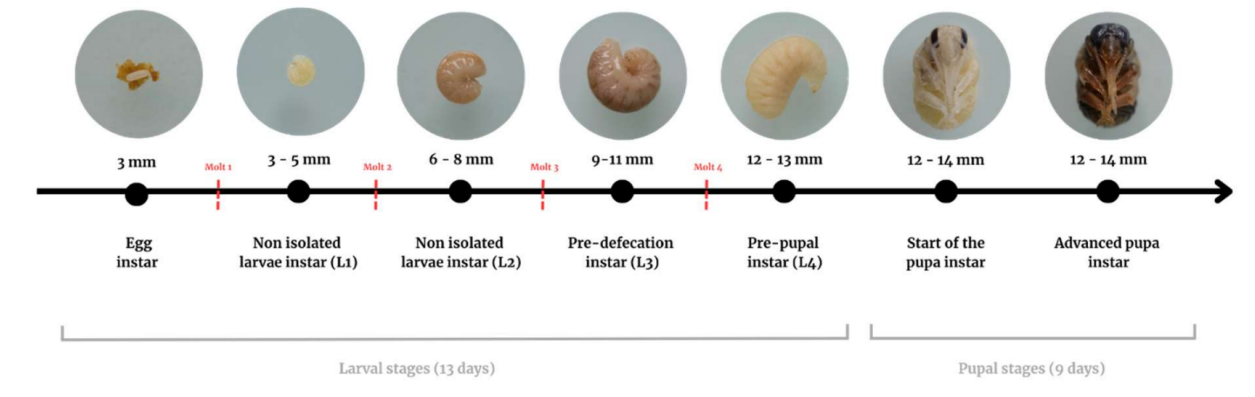 3 mm
Molt 1
3 - 5 mm
Molt 2
6 - 8 mm
Molt 3
9-11 mm
Molt 4
12 - 13 mm
12 - 14 mm
12 - 14 mm
Egg
instar
Non isolated
larvae instar (L1)
Non isolated
larvae instar (L2)
Pre-defecation
instar (L3)
Pre-pupal
instar (L4)
Start of the
pupa instar
Advanced pupa
instar
Larval stages (13 days)
Pupal stages (9 days)